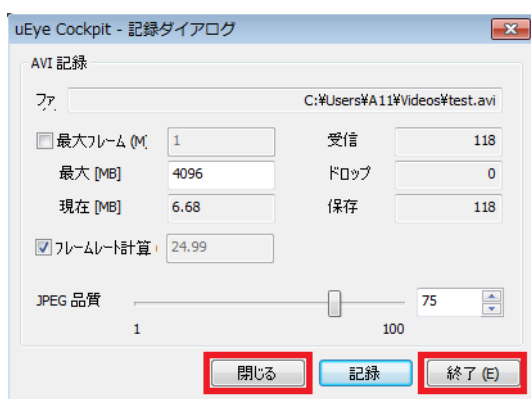 uEye Cockpit - 記録ダイアログ
AVI 記録
ファ C:¥Users¥A11¥Videos¥test.avi
最大フレーム (M) 1 受信 118
最大 [MB] 4096 ドロップ 0
現在 [MB] 6.68 保存 118
フレームレート計算 24.99
JPEG 品質 75
1 100
閉じる 記録 終了 (E)